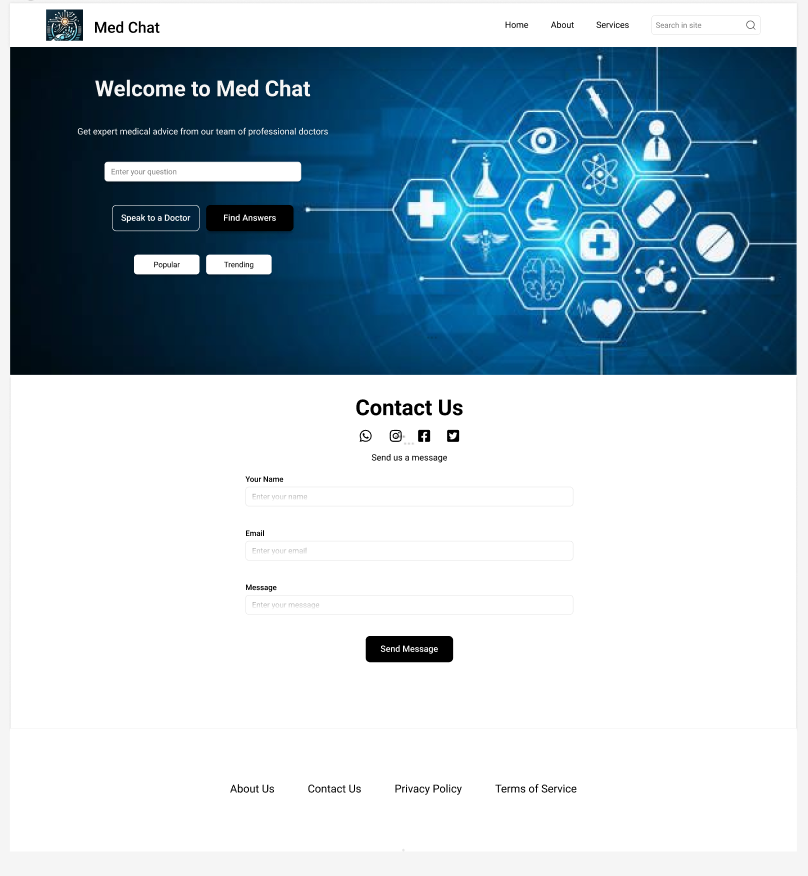 Med Chat
Home About Services Search in site
Welcome to Med Chat
Get expert medical advice from our team of professional doctors
Enter your question
Speak to a Doctor Find Answers
Popular Trending
Contact Us
Send us a message
Your Name
Enter your name
Email
Enter your email
Message
Enter your message
Send Message
About Us Contact Us Privacy Policy Terms of Service